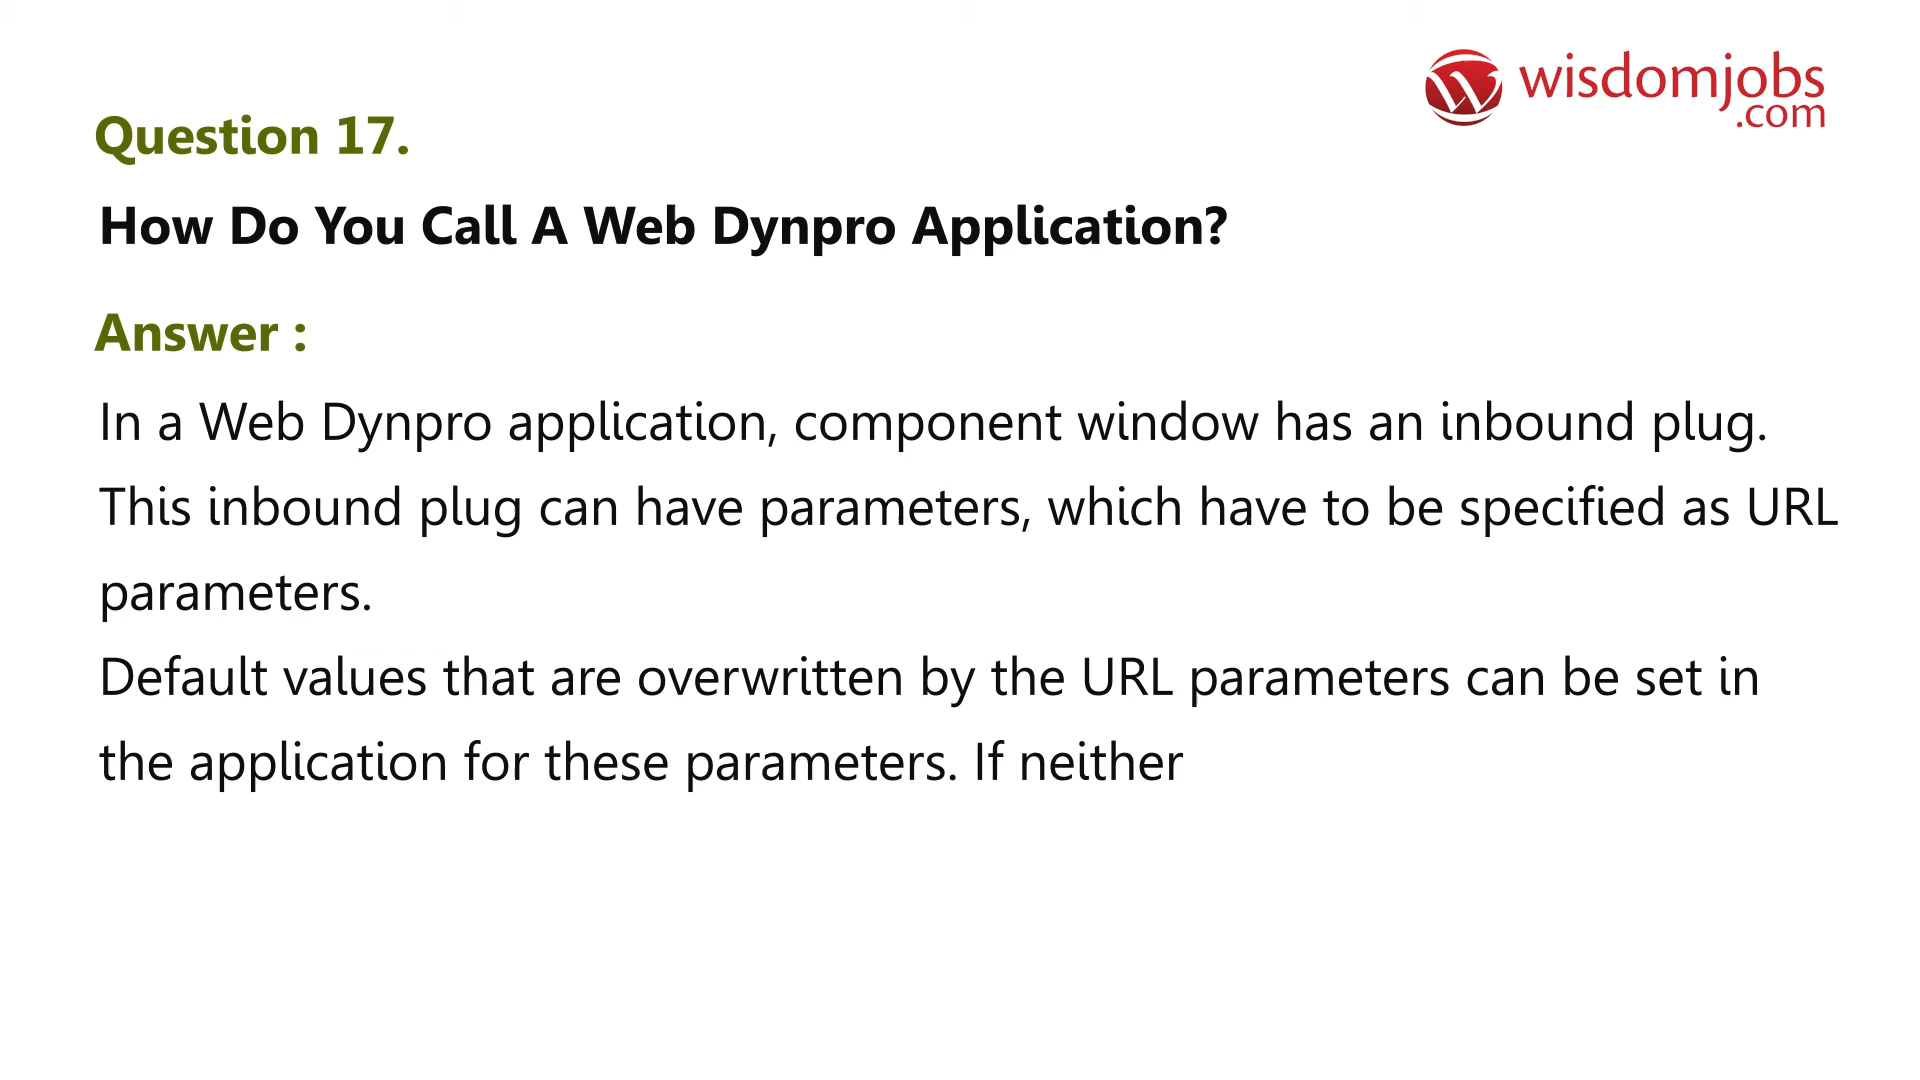 wisdomjobs
.com
Question 17.
How Do You Call A Web Dynpro Application?
Answer :
In a Web Dynpro application, component window has an inbound plug.
This inbound plug can have parameters, which have to be specified as URL
parameters.
Default values that are overwritten by the URL parameters can be set in
the application for these parameters. If neither